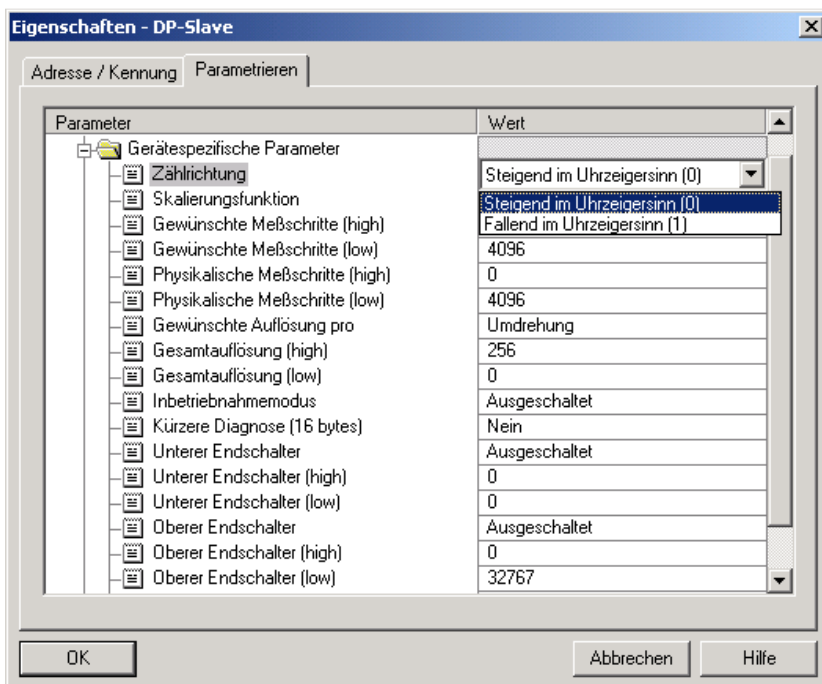 Eigenschaften - DP-Slave
Adresse / Kennung Parametrieren
Parameter Wert
Gerätespezifische Parameter
Zählrichtung Steigend im Uhrzeigersinn (0)
Skalierungsfunktion Steigend im Uhrzeigersinn (0)
Gewünschte Meßschritte (high) Fallend im Uhrzeigersinn (1)
Gewünschte Meßschritte (low) 4096
Physikalische Meßschritte (high) 0
Physikalische Meßschritte (low) 4096
Gewünschte Auflösung pro Umdrehung
Gesamtauflösung (high) 256
Gesamtauflösung (low) 0
Inbetriebnahmemodus Ausgeschaltet
Kürzere Diagnose (16 bytes) Nein
Unterer Endschalter Ausgeschaltet
Unterer Endschalter (high) 0
Unterer Endschalter (low) 0
Oberer Endschalter Ausgeschaltet
Oberer Endschalter (high) 0
Oberer Endschalter (low) 32767
OK Abbrechen Hilfe